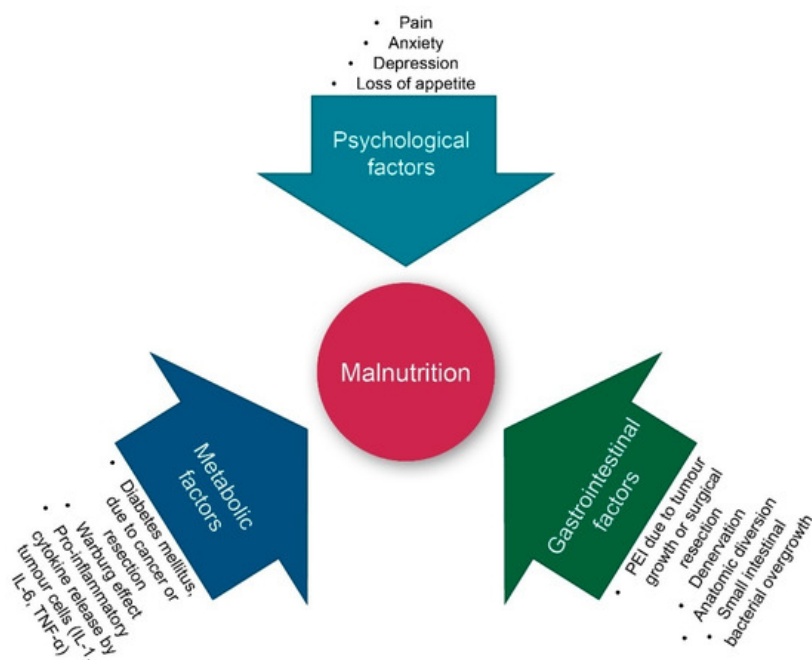 • Pain
• Anxiety
• Depression
• Loss of appetite
Psychological
factors
Malnutrition
Metabolic
factors
• Diabetes mellitus,
due to cancer or
resection
• Warburg effect
• Pro-inflammatory
cytokine release by
tumour cells (IL-1,
IL-6, TNF-α)
Gastrointestinal
factors
• PEI due to tumour
growth or surgical
resection
• Denervation
• Anatomic diversion
• Small intestinal
bacterial overgrowth